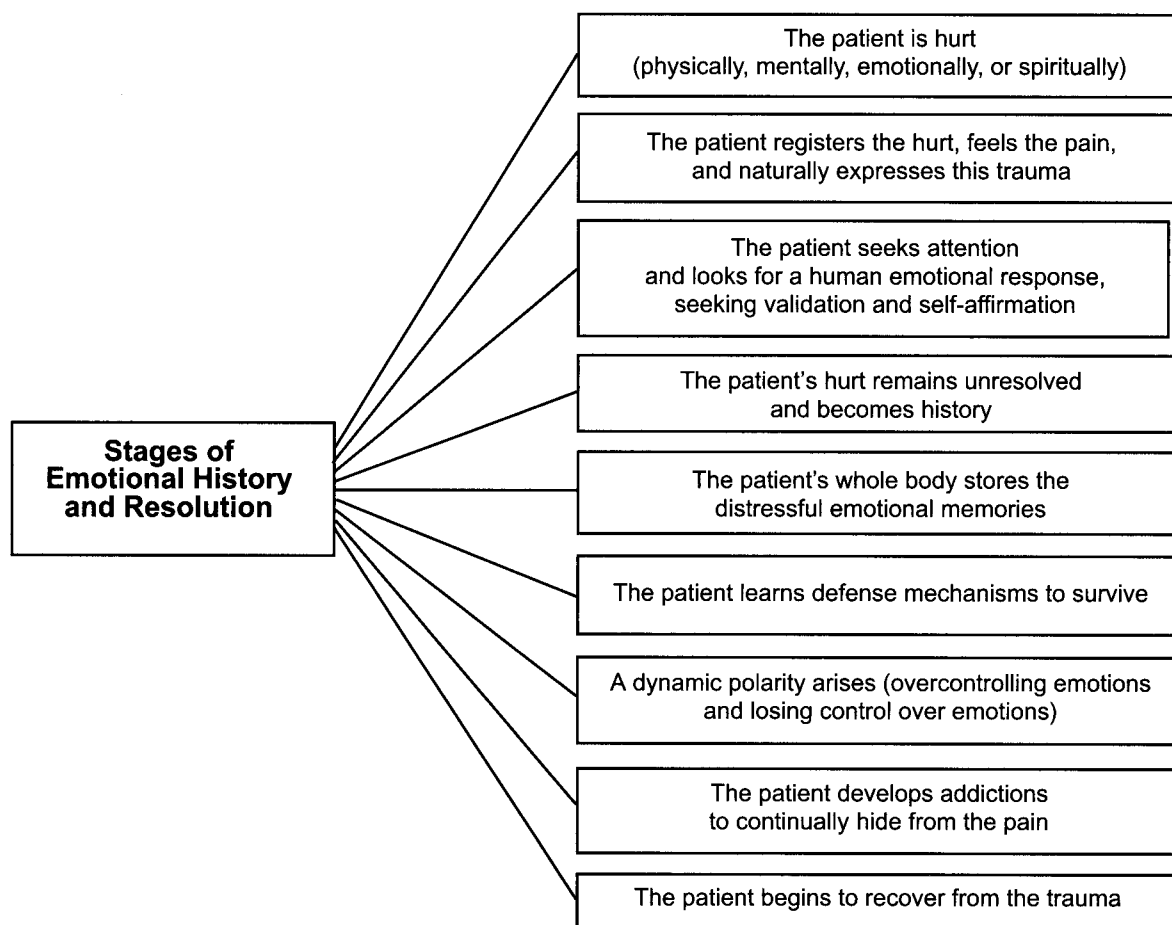 The patient is hurt
(physically, mentally, emotionally, or spiritually)
The patient registers the hurt, feels the pain,
and naturally expresses this trauma
The patient seeks attention
and looks for a human emotional response,
seeking validation and self-affirmation
The patient’s hurt remains unresolved
and becomes history
Stages of
Emotional History
and Resolution
The patient’s whole body stores the
distressful emotional memories
The patient learns defense mechanisms to survive
A dynamic polarity arises (overcontrolling emotions
and losing control over emotions)
The patient develops addictions
to continually hide from the pain
The patient begins to recover from the trauma